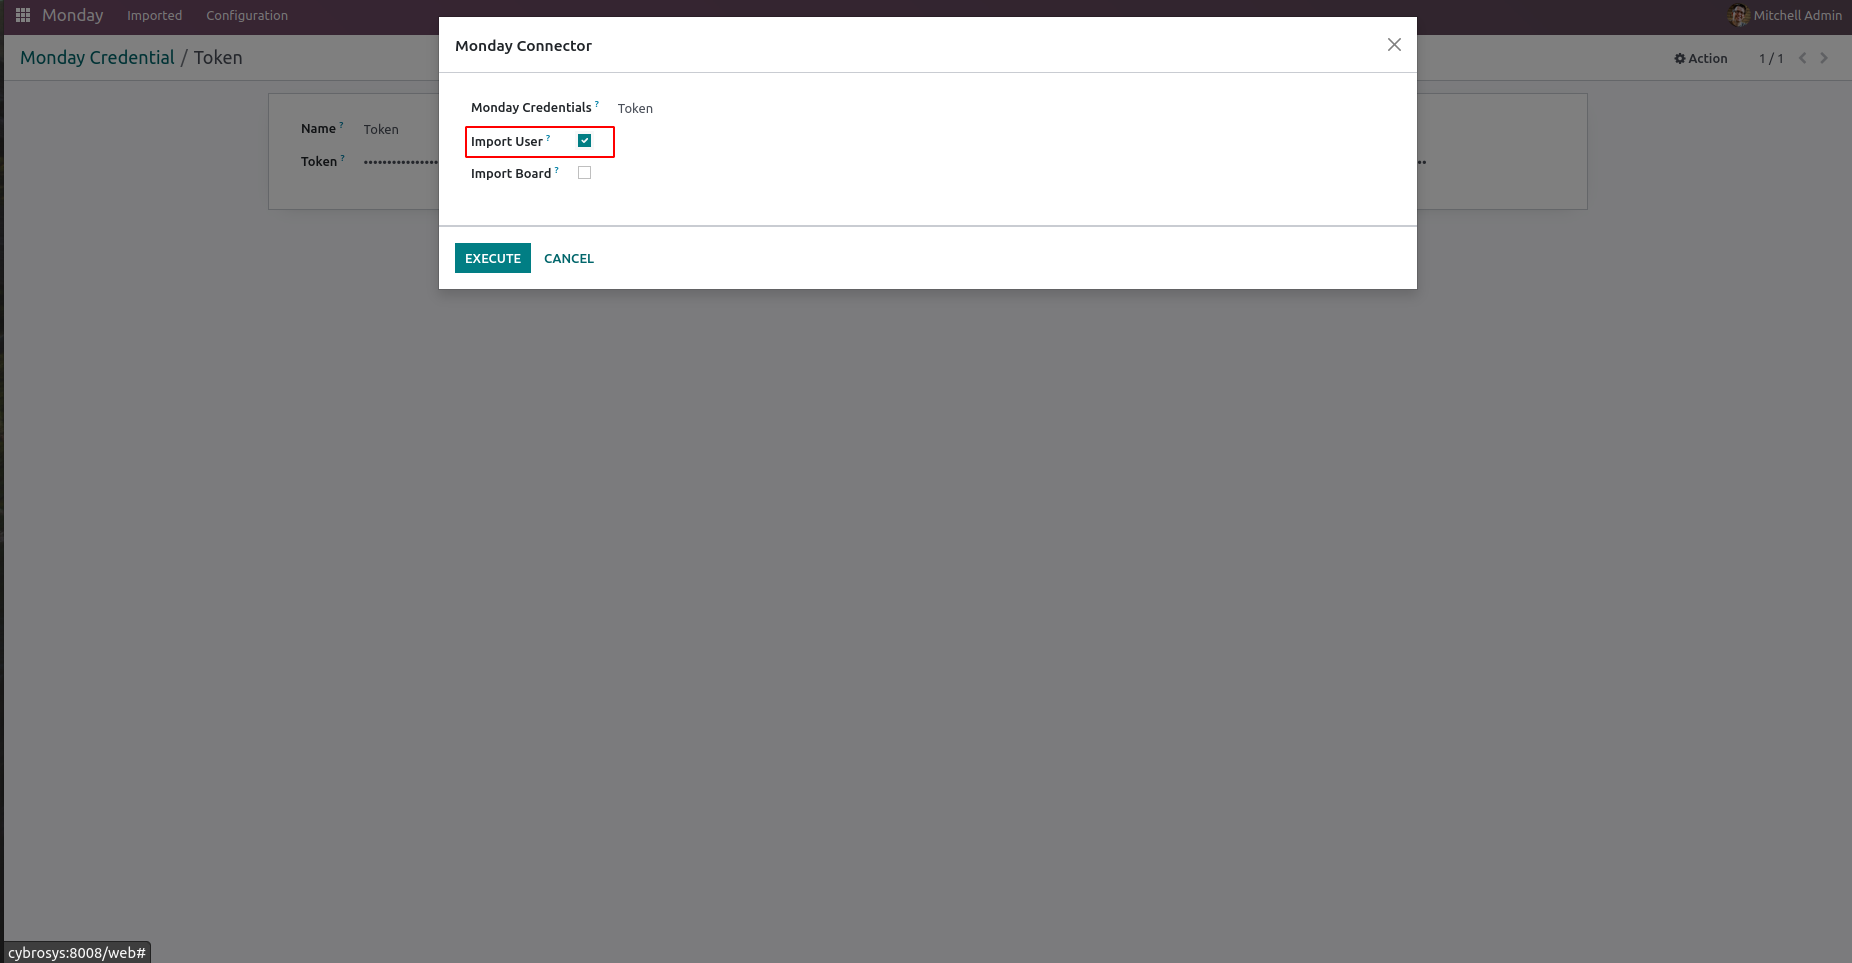 Monday Imported Configuration Mitchell Admin
Monday Credential / Token
Action 1 / 1
Name ? Token
Token ? ••••••••••••••••
Monday Connector
Monday Credentials ? Token
Import User ?
Import Board ?
EXECUTE CANCEL
cybrosys:8008/web#